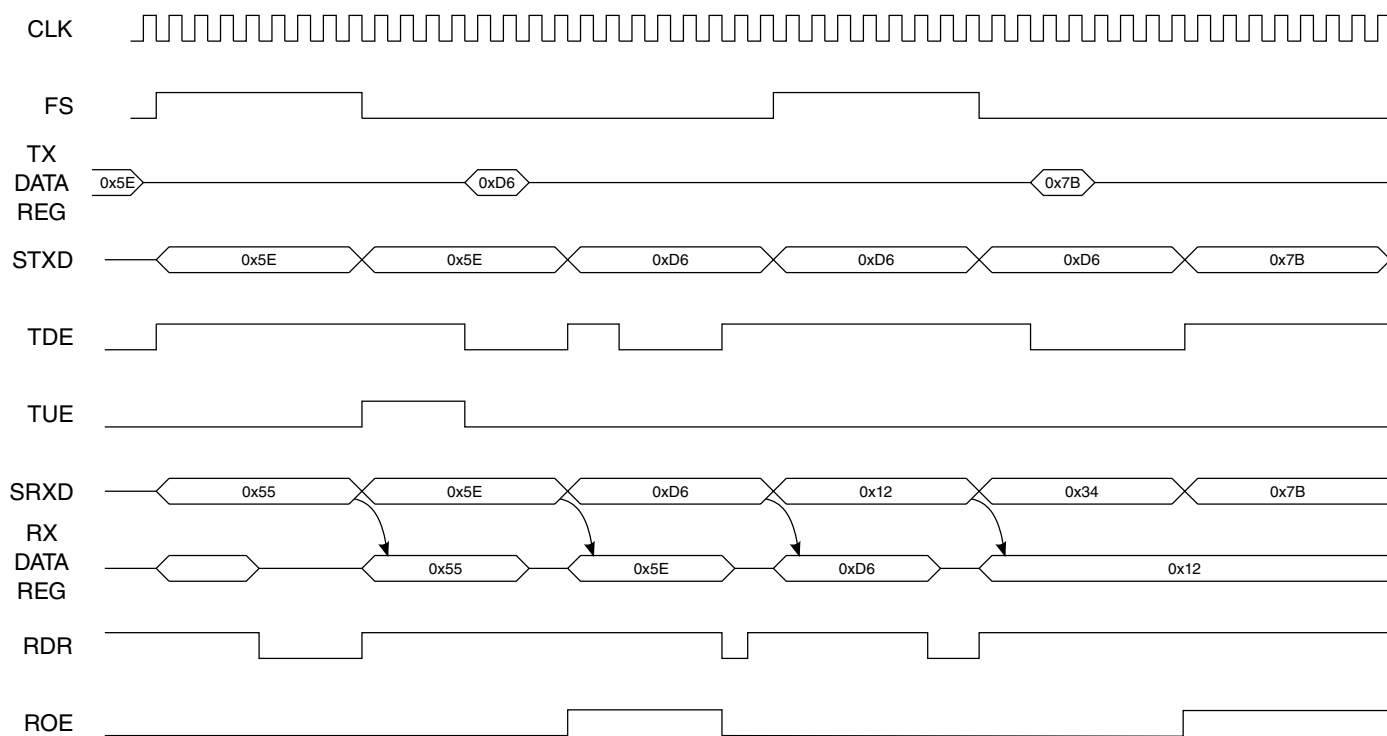 CLK
FS
TX
DATA
REG
0x5E
0xD6
0x7B
STXD
0x5E
0x5E
0xD6
0xD6
0xD6
0x7B
TDE
TUE
SRXD
0x55
0x5E
0xD6
0x12
0x34
0x7B
RX
DATA
REG
0x55
0x5E
0xD6
0x12
RDR
ROE